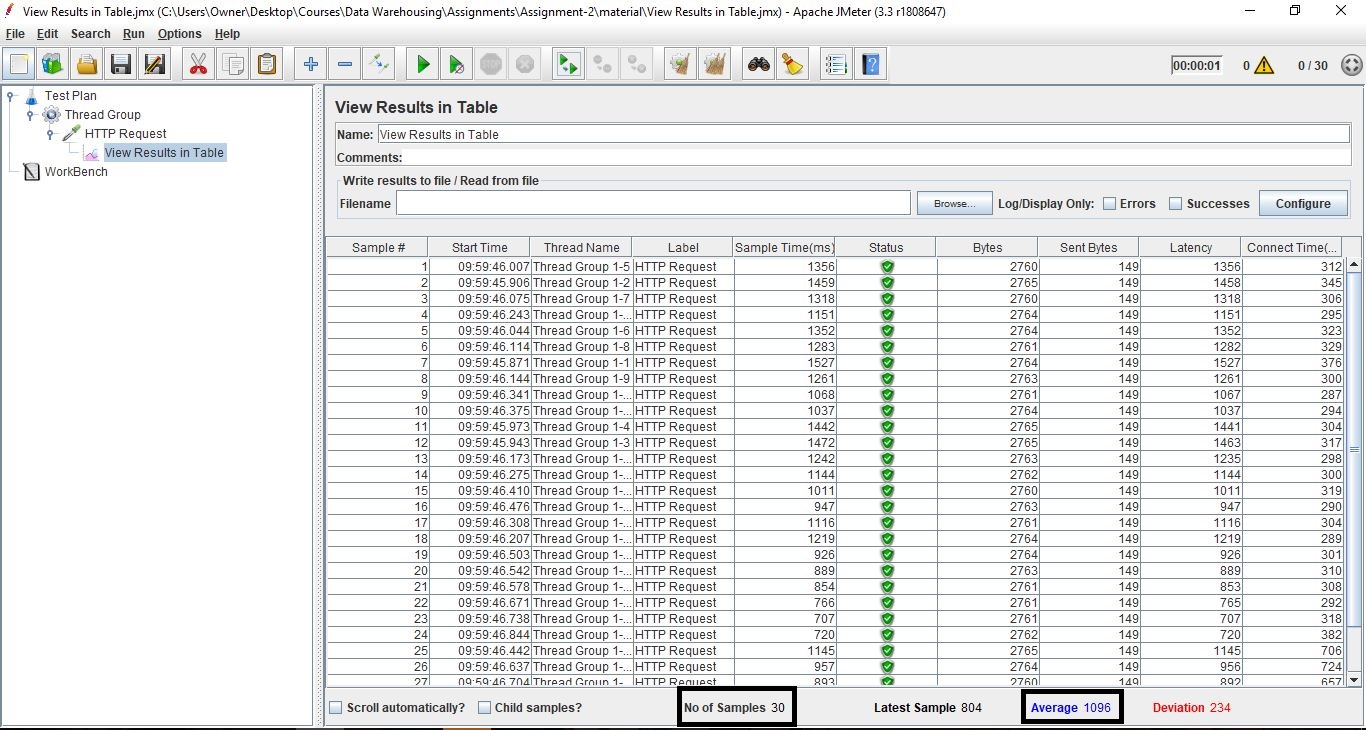 View Results in Table.jmx (C:\Users\Owner\Desktop\Courses\Data Warehousing\Assignments\Assignment-2\material\View Results in Table.jmx) - Apache JMeter (3.3 r1808647)
File Edit Search Run Options Help
00:00:01 0 0 / 30
Test Plan
Thread Group
HTTP Request
View Results in Table
WorkBench
View Results in Table
Name: View Results in Table
Comments:
Write results to file / Read from file
Filename Browse... Log/Display Only: Errors Successes Configure
Sample # Start Time Thread Name Label Sample Time(ms) Status Bytes Sent Bytes Latency Connect Time(...
1 09:59:46.007 Thread Group 1-5 HTTP Request 1356 2760 149 1356 312
2 09:59:45.906 Thread Group 1-2 HTTP Request 1459 2765 149 1458 345
3 09:59:46.075 Thread Group 1-7 HTTP Request 1318 2760 149 1318 306
4 09:59:46.243 Thread Group 1-... HTTP Request 1151 2764 149 1151 295
5 09:59:46.044 Thread Group 1-6 HTTP Request 1352 2764 149 1352 323
6 09:59:46.114 Thread Group 1-8 HTTP Request 1283 2761 149 1282 329
7 09:59:45.871 Thread Group 1-1 HTTP Request 1527 2764 149 1527 376
8 09:59:46.144 Thread Group 1-9 HTTP Request 1261 2763 149 1261 300
9 09:59:46.341 Thread Group 1-... HTTP Request 1068 2761 149 1067 287
10 09:59:46.375 Thread Group 1-... HTTP Request 1037 2764 149 1037 294
11 09:59:45.973 Thread Group 1-4 HTTP Request 1442 2765 149 1441 304
12 09:59:45.943 Thread Group 1-3 HTTP Request 1472 2765 149 1463 317
13 09:59:46.173 Thread Group 1-... HTTP Request 1242 2763 149 1235 298
14 09:59:46.275 Thread Group 1-... HTTP Request 1144 2762 149 1144 300
15 09:59:46.410 Thread Group 1-... HTTP Request 1011 2760 149 1011 319
16 09:59:46.476 Thread Group 1-... HTTP Request 947 2763 149 947 290
17 09:59:46.308 Thread Group 1-... HTTP Request 1116 2761 149 1116 304
18 09:59:46.207 Thread Group 1-... HTTP Request 1219 2764 149 1219 289
19 09:59:46.503 Thread Group 1-... HTTP Request 926 2764 149 926 301
20 09:59:46.542 Thread Group 1-... HTTP Request 889 2763 149 889 310
21 09:59:46.578 Thread Group 1-... HTTP Request 854 2761 149 853 308
22 09:59:46.671 Thread Group 1-... HTTP Request 766 2761 149 765 292
23 09:59:46.738 Thread Group 1-... HTTP Request 707 2761 149 707 318
24 09:59:46.844 Thread Group 1-... HTTP Request 720 2762 149 720 382
25 09:59:46.442 Thread Group 1-... HTTP Request 1145 2765 149 1145 706
26 09:59:46.637 Thread Group 1-... HTTP Request 957 2764 149 956 724
27 09:59:46.704 Thread Group 1-... HTTP Request 893 2760 149 892 657
Scroll automatically? Child samples? No of Samples 30 Latest Sample 804 Average 1096 Deviation 234